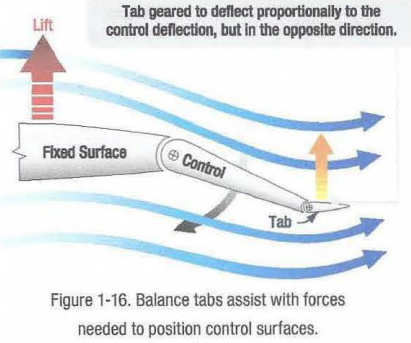 Tab geared to deflect proportionally to the
control deflection, but in the opposite direction.
Lift
Fixed Surface
Control
Tab
Figure 1-16. Balance tabs assist with forces
needed to position control surfaces.